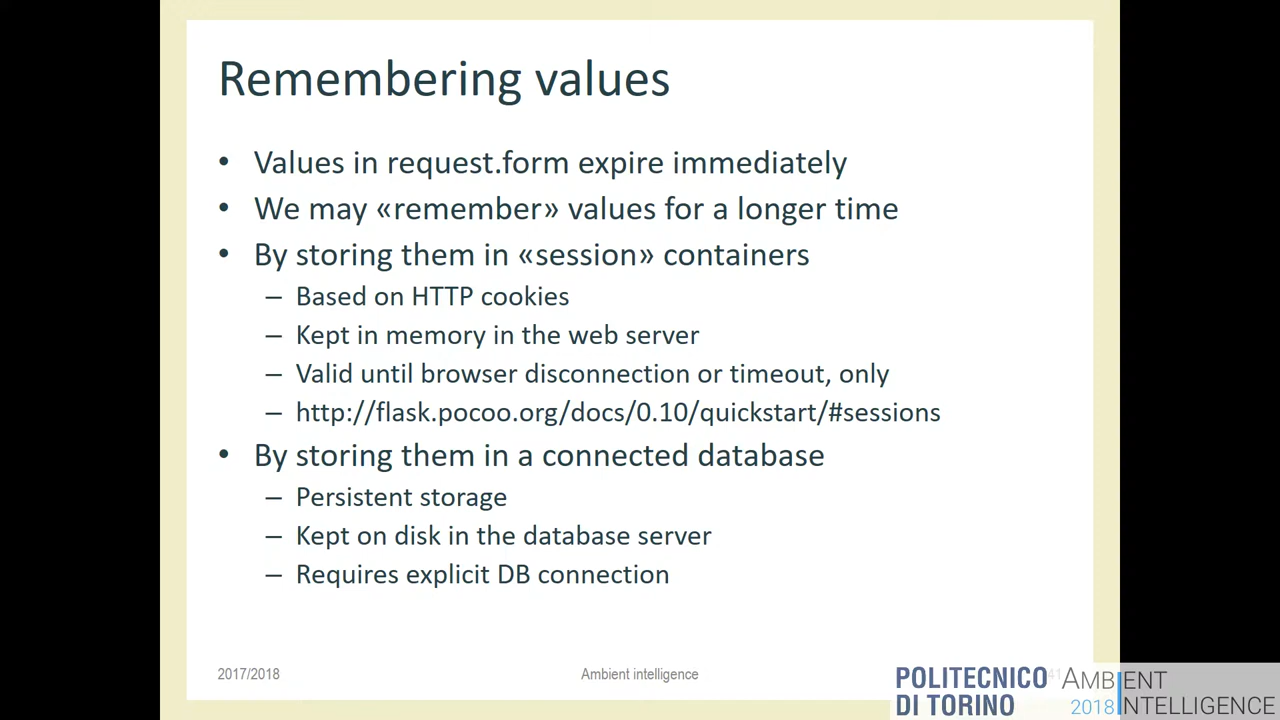 Remembering values
• Values in request.form expire immediately
• We may «remember» values for a longer time
• By storing them in «session» containers
– Based on HTTP cookies
– Kept in memory in the web server
– Valid until browser disconnection or timeout, only
– http://flask.pocoo.org/docs/0.10/quickstart/#sessions
• By storing them in a connected database
– Persistent storage
– Kept on disk in the database server
– Requires explicit DB connection
2017/2018
Ambient intelligence
41
POLITECNICO
DI TORINO
AMBIENT
2018 INTELLIGENCE